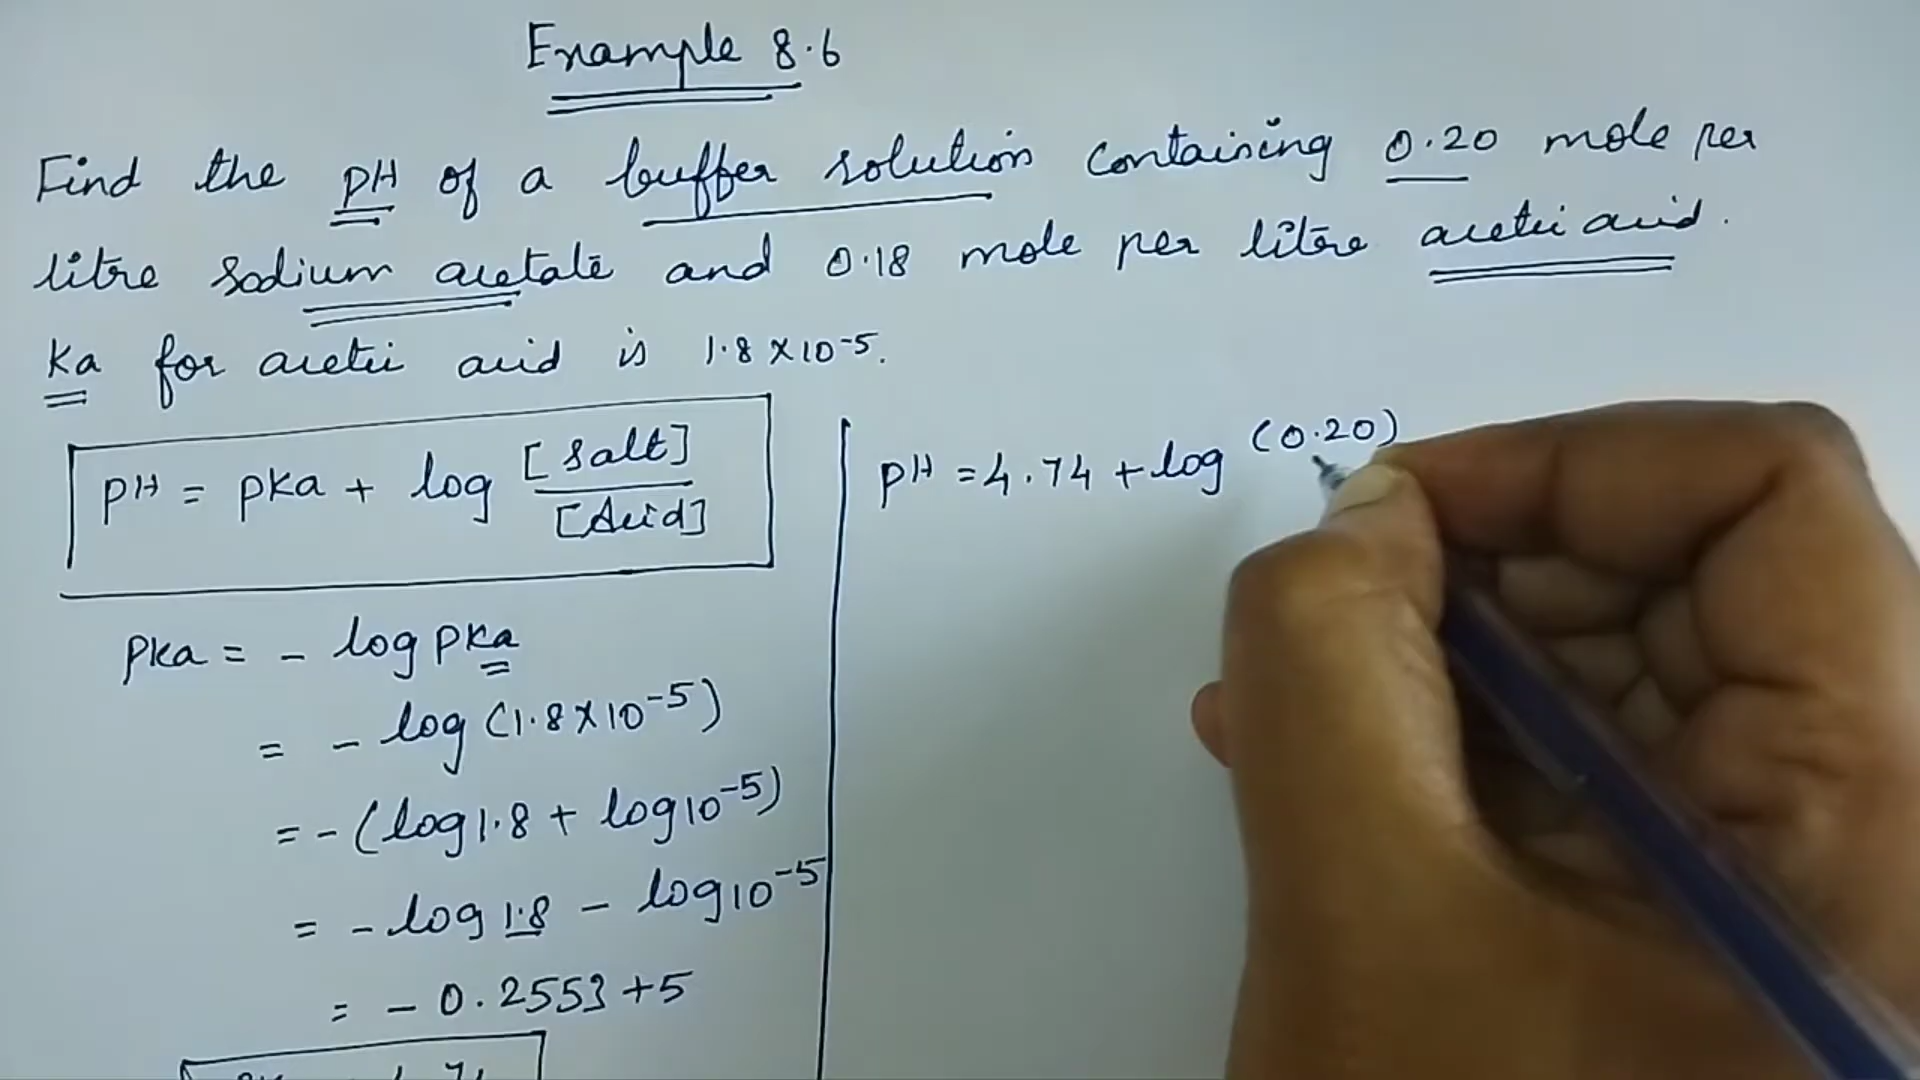 Example 8.6
Find the pH of a buffer solution containing 0.20 mole per
litre sodium acetate and 0.18 mole per litre acetic acid.
Ka for acetic acid is 1.8 × 10⁻⁵.
pH = pka + log [Salt] / [Acid]
pka = - log pka
= - log (1.8 × 10⁻⁵)
= - (log 1.8 + log 10⁻⁵)
= - log 1.8 - log 10⁻⁵
= - 0.2553 + 5
pH = 4.74 + log (0.20)